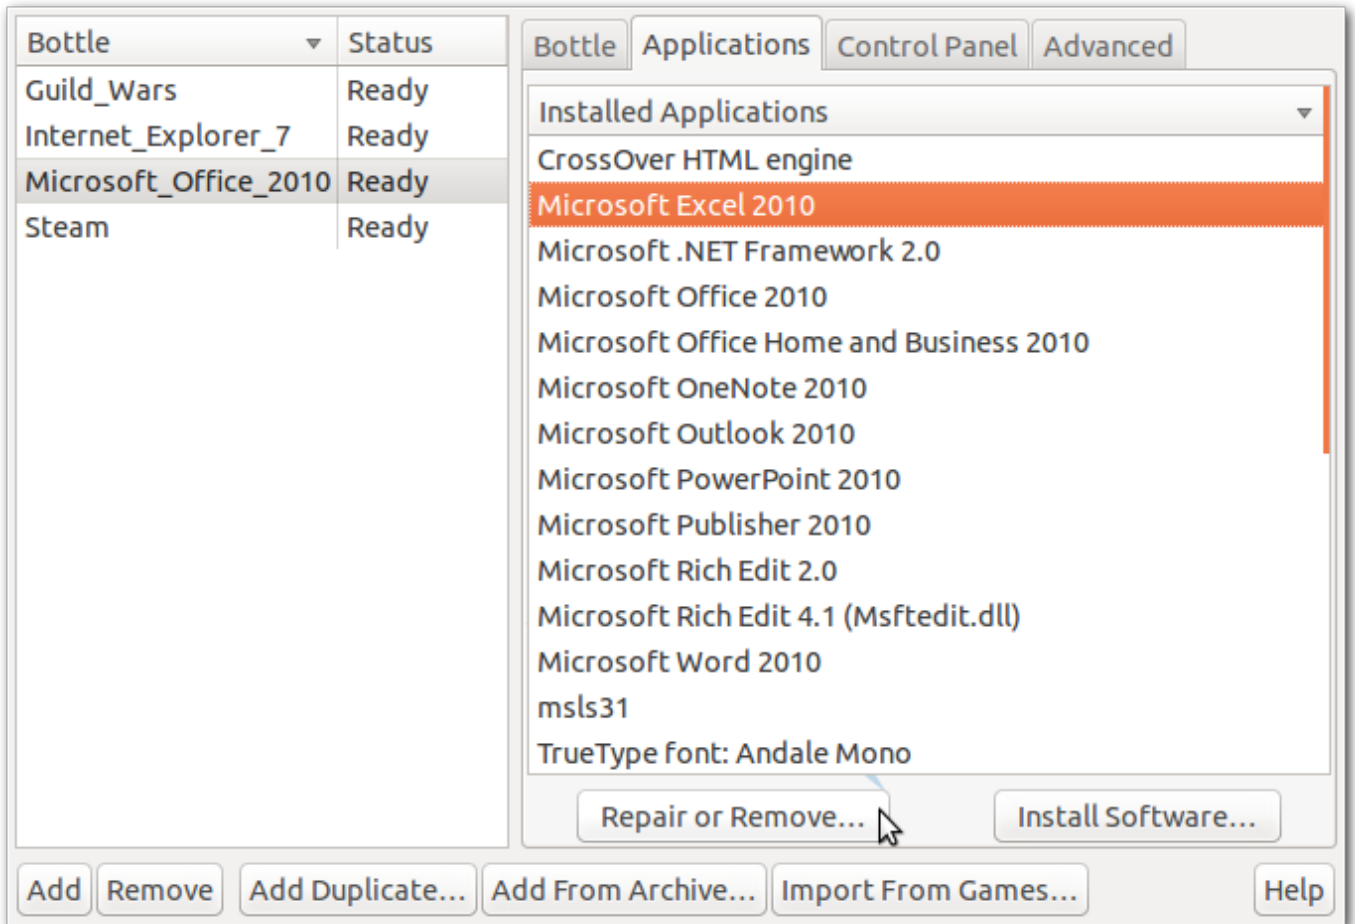 Bottle Status
Guild_Wars Ready
Internet_Explorer_7 Ready
Microsoft_Office_2010 Ready
Steam Ready
Bottle Applications Control Panel Advanced
Installed Applications
CrossOver HTML engine
Microsoft Excel 2010
Microsoft .NET Framework 2.0
Microsoft Office 2010
Microsoft Office Home and Business 2010
Microsoft OneNote 2010
Microsoft Outlook 2010
Microsoft PowerPoint 2010
Microsoft Publisher 2010
Microsoft Rich Edit 2.0
Microsoft Rich Edit 4.1 (Msftedit.dll)
Microsoft Word 2010
msls31
TrueType font: Andale Mono
Repair or Remove... Install Software...
Add Remove Add Duplicate... Add From Archive... Import From Games... Help